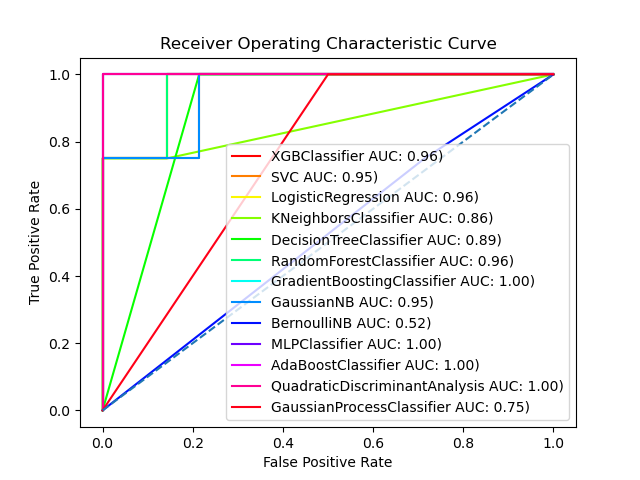 Receiver Operating Characteristic Curve
1.0
0.8
0.6
0.4
0.2
0.0
True Positive Rate
XGBClassifier AUC: 0.96)
SVC AUC: 0.95)
LogisticRegression AUC: 0.96)
KNeighborsClassifier AUC: 0.86)
DecisionTreeClassifier AUC: 0.89)
RandomForestClassifier AUC: 0.96)
GradientBoostingClassifier AUC: 1.00)
GaussianNB AUC: 0.95)
BernoulliNB AUC: 0.52)
MLPClassifier AUC: 1.00)
AdaBoostClassifier AUC: 1.00)
QuadraticDiscriminantAnalysis AUC: 1.00)
GaussianProcessClassifier AUC: 0.75)
0.0 0.2 0.4 0.6 0.8 1.0
False Positive Rate